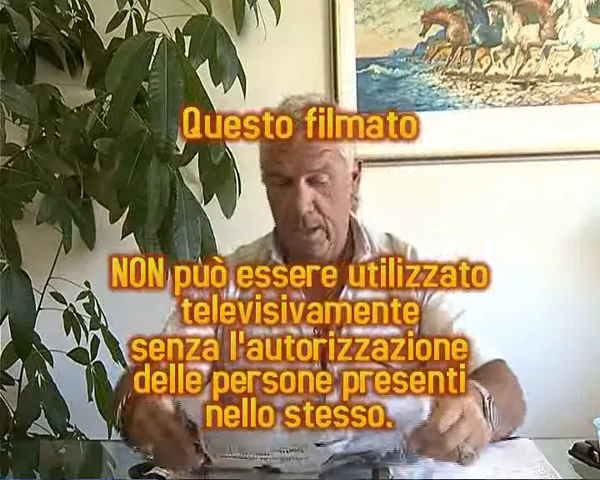 Questo filmato
NON può essere utilizzato
televisivamente
senza l'autorizzazione
delle persone presenti
nello stesso.